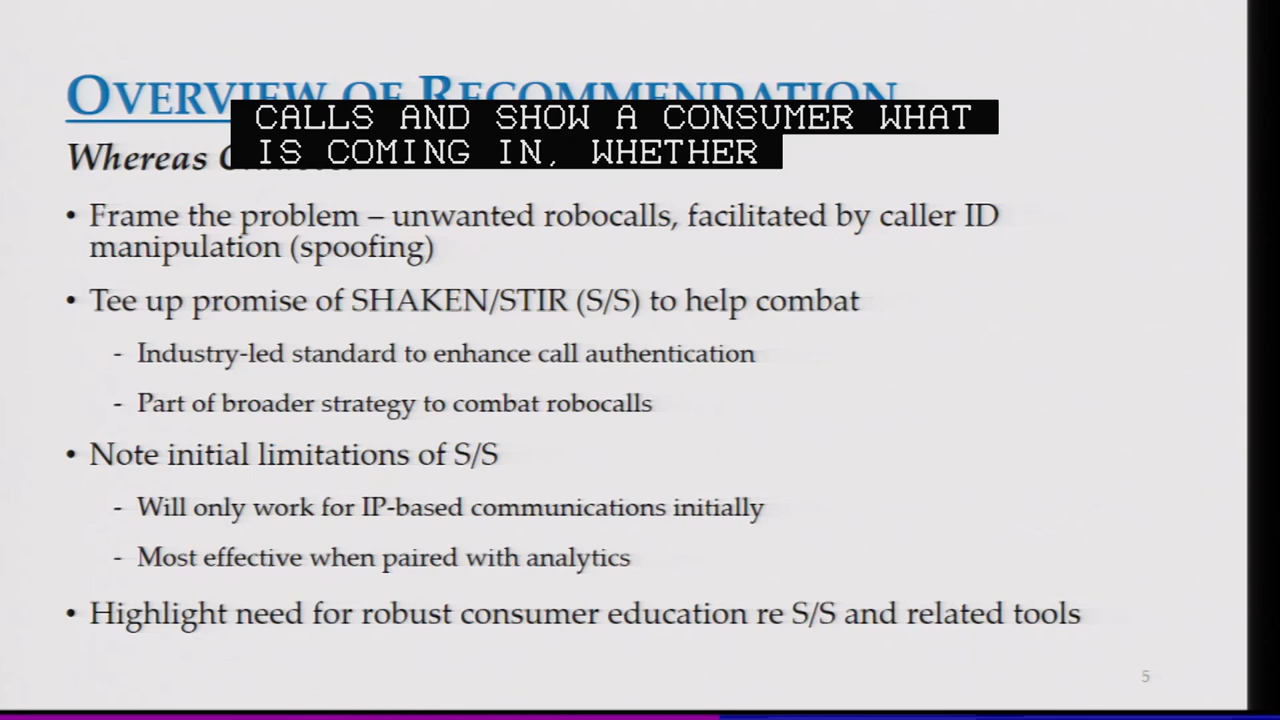 OVERVIEW OF RECOMMENDATION
CALLS AND SHOW A CONSUMER WHAT
IS COMING IN, WHETHER
Whereas
• Frame the problem – unwanted robocalls, facilitated by caller ID
manipulation (spoofing)
• Tee up promise of SHAKEN/STIR (S/S) to help combat
- Industry-led standard to enhance call authentication
- Part of broader strategy to combat robocalls
• Note initial limitations of S/S
- Will only work for IP-based communications initially
- Most effective when paired with analytics
• Highlight need for robust consumer education re S/S and related tools
5